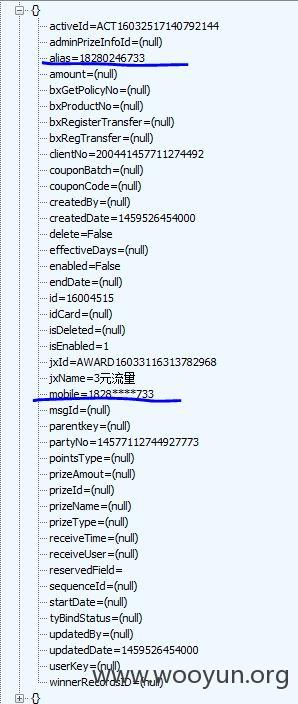 {}
activeId=ACT16032517140792144
adminPrizeInfoId=(null)
alias=18280246733
amount=(null)
bxGetPolicyNo=(null)
bxProductNo=(null)
bxRegisterTransfer=(null)
bxRegTransfer=(null)
clientNo=200441457711274492
couponBatch=(null)
couponCode=(null)
createdBy=(null)
createdDate=1459526454000
delete=False
effectiveDays=(null)
enabled=False
endDate=(null)
id=16004515
idCard=(null)
isDeleted=(null)
isEnabled=1
jxId=AWARD16033116313782968
jxName=3元流量
mobile=1828****733
msgId=(null)
parentkey=(null)
partyNo=14577112744927773
pointsType=(null)
prizeAmout=(null)
prizeId=(null)
prizeName=(null)
prizeType=(null)
receiveTime=(null)
receiveUser=(null)
reservedField=
sequenceId=(null)
startDate=(null)
tyBindStatus=(null)
updatedBy=(null)
updatedDate=1459526454000
userKey=(null)
winnerRecordsID=(null)
www.wooyun.org
{}